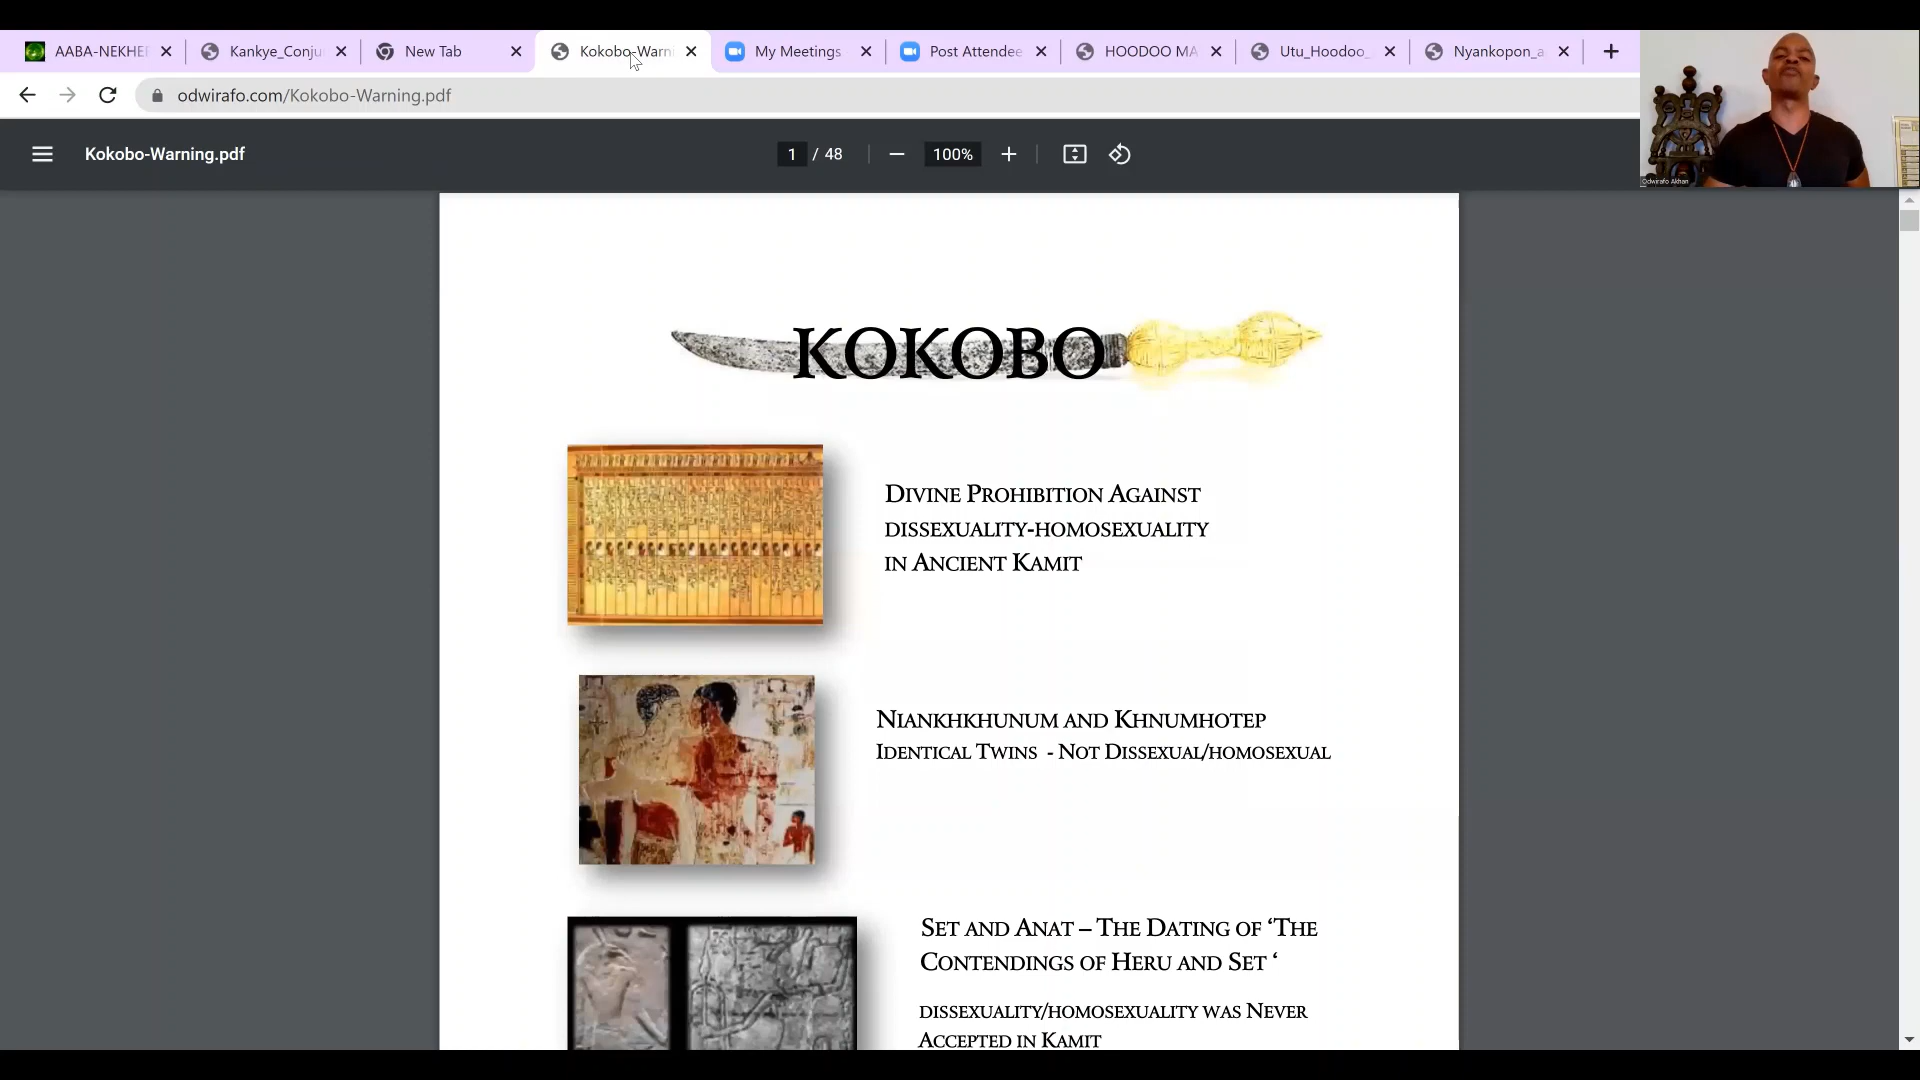 AABA-NEKHE
Kankye_Conju
New Tab
Kokobo-Warni
My Meetings
Post Attendee
HOODOO MA
Utu_Hoodoo_
Nyankopon_a
odwirafo.com/Kokobo-Warning.pdf
Kokobo-Warning.pdf
1 / 48
100%
Odwirafo Akhan
KOKOBO
DIVINE PROHIBITION AGAINST
DISSEXUALITY-HOMOSEXUALITY
IN ANCIENT KAMIT
NIANKHKHUNUM AND KHNUMHOTEP
IDENTICAL TWINS - NOT DISSEXUAL/HOMOSEXUAL
SET AND ANAT – THE DATING OF ‘THE
CONTENDINGS OF HERU AND SET ‘
DISSEXUALITY/HOMOSEXUALITY WAS NEVER
ACCEPTED IN KAMIT